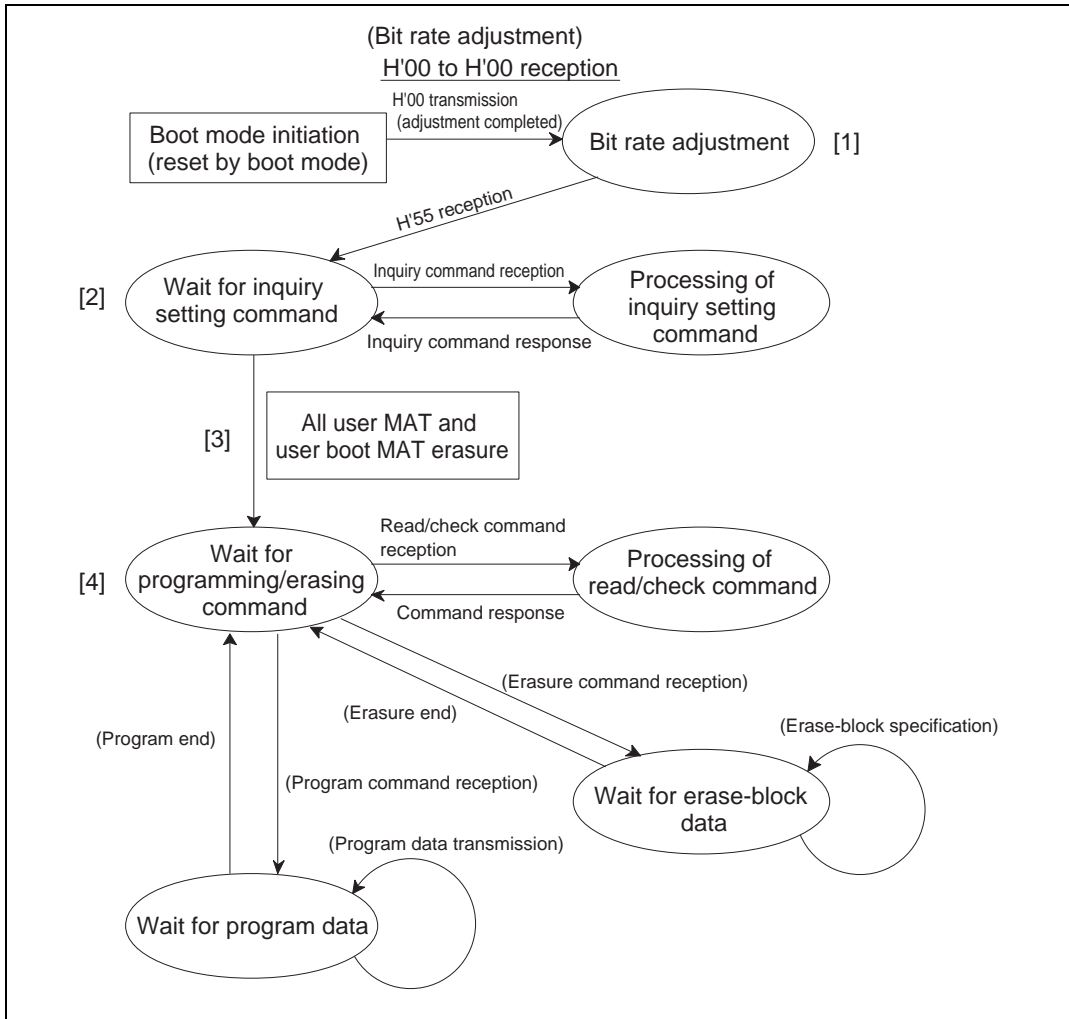 (Bit rate adjustment)
H'00 to H'00 reception
H'00 transmission
(adjustment completed)
Boot mode initiation
(reset by boot mode)
Bit rate adjustment
[1]
H'55 reception
[2]
Wait for inquiry
setting command
Inquiry command reception
Inquiry command response
Processing of
inquiry setting
command
[3]
All user MAT and
user boot MAT erasure
[4]
Wait for
programming/erasing
command
Read/check command
reception
Command response
Processing of
read/check command
(Erasure command reception)
(Erasure end)
(Program end)
(Program command reception)
(Erase-block specification)
Wait for erase-block
data
(Program data transmission)
Wait for program data